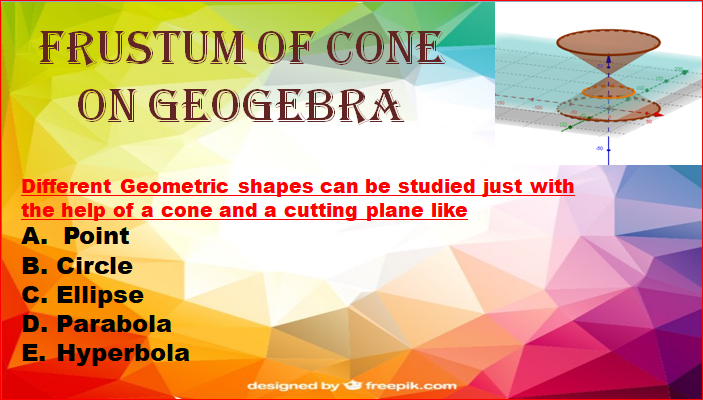 FRUSTUM OF CONE
ON GEOGEBRA
Different Geometric shapes can be studied just with
the help of a cone and a cutting plane like
A. Point
B. Circle
C. Ellipse
D. Parabola
E. Hyperbola
designed by freepik.com